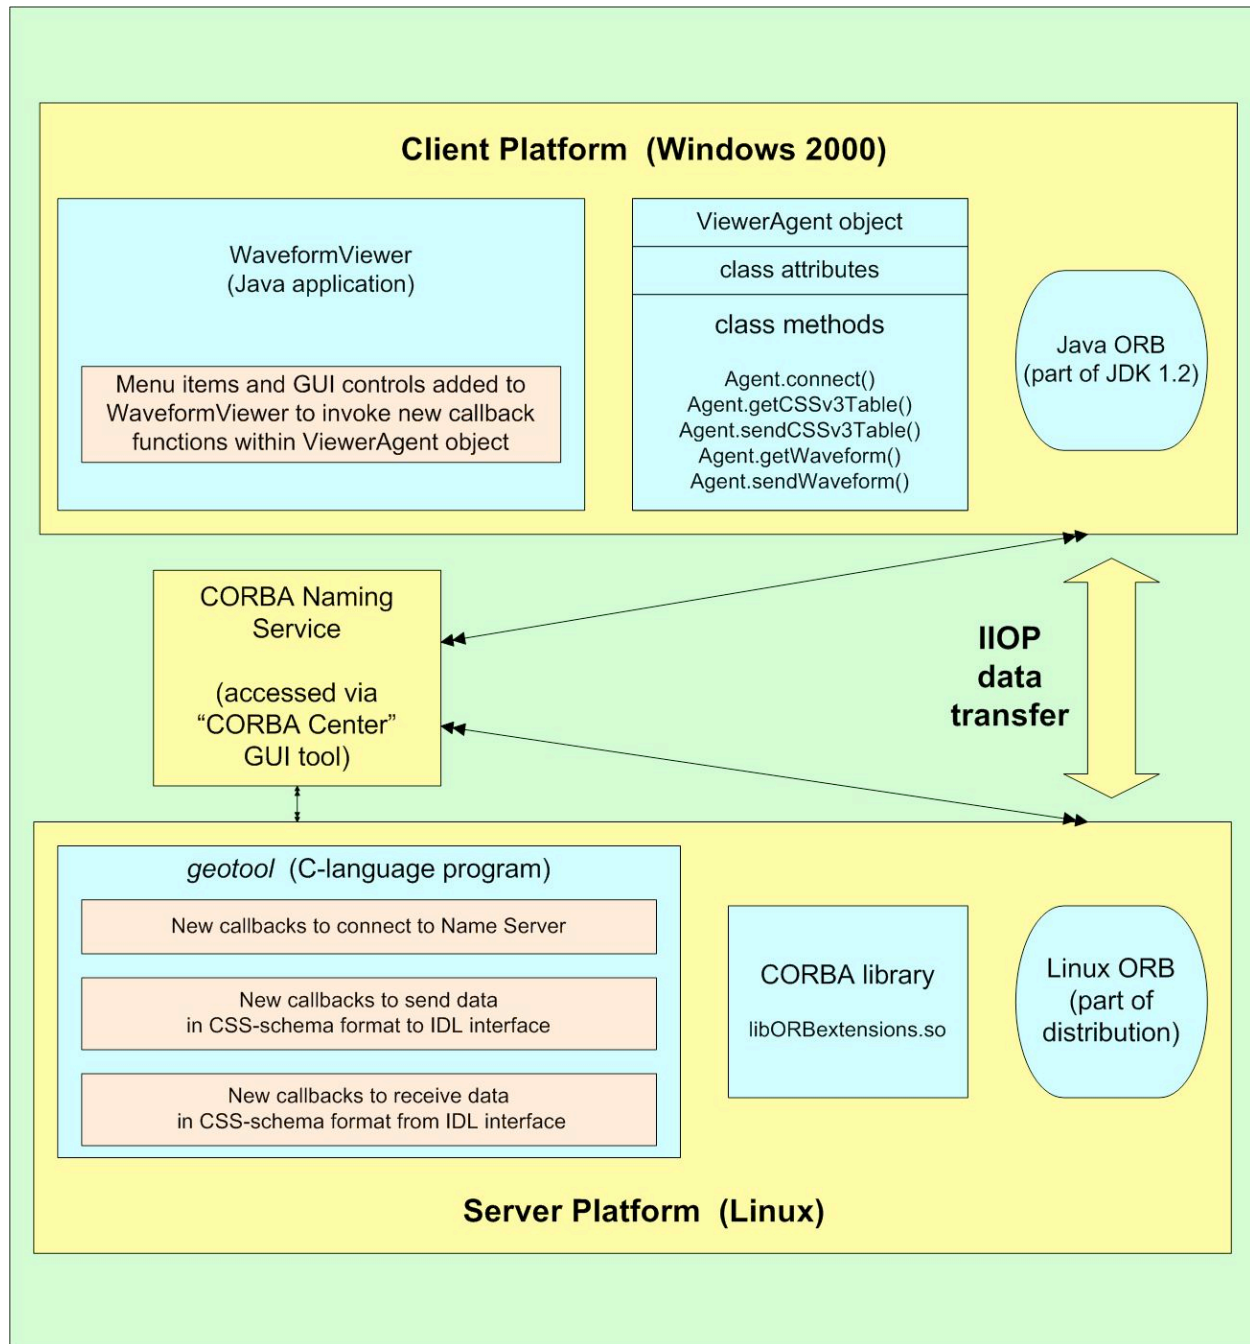 Client Platform (Windows 2000)
WaveformViewer
(Java application)
Menu items and GUI controls added to
WaveformViewer to invoke new callback
functions within ViewerAgent object
ViewerAgent object
class attributes
class methods
Agent.connect()
Agent.getCSSv3Table()
Agent.sendCSSv3Table()
Agent.getWaveform()
Agent.sendWaveform()
Java ORB
(part of JDK 1.2)
CORBA Naming
Service
(accessed via
“CORBA Center”
GUI tool)
IIOP
data
transfer
geotool (C-language program)
New callbacks to connect to Name Server
New callbacks to send data
in CSS-schema format to IDL interface
New callbacks to receive data
in CSS-schema format from IDL interface
CORBA library
libORBextensions.so
Linux ORB
(part of
distribution)
Server Platform (Linux)